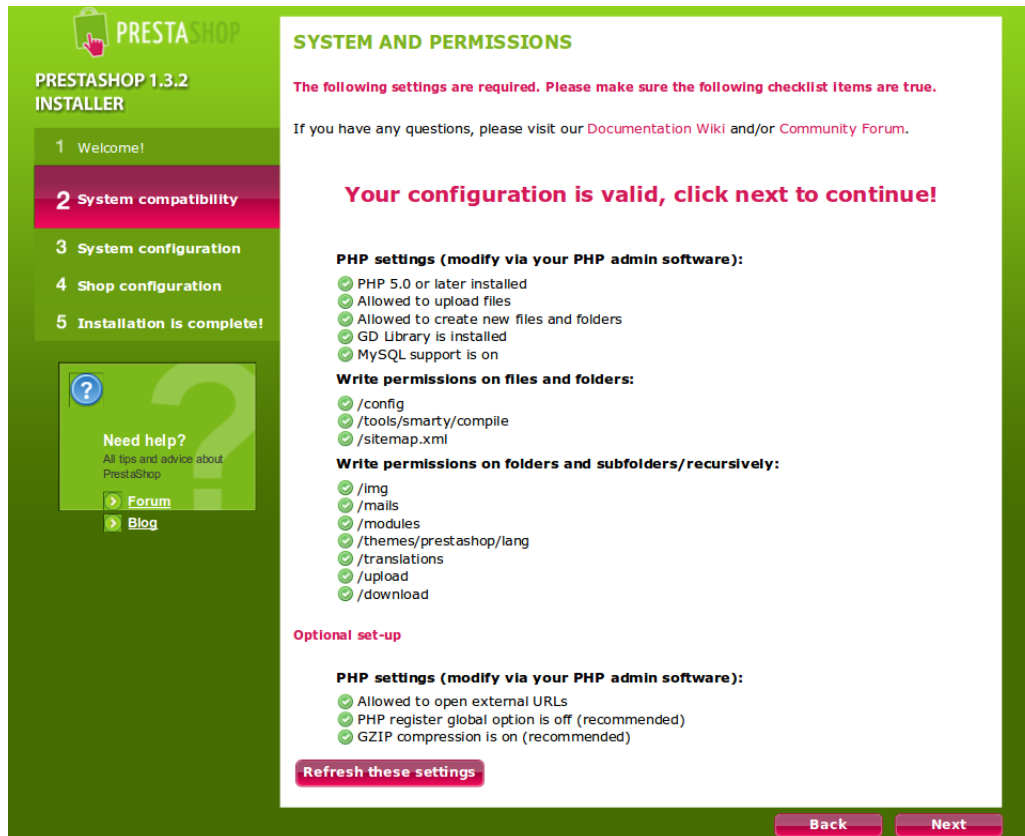 PRESTASHOP
PRESTASHOP 1.3.2
INSTALLER
1 Welcome!
2 System compatibility
3 System configuration
4 Shop configuration
5 Installation is complete!
?
Need help?
All tips and advice about
PrestaShop
Forum
Blog
SYSTEM AND PERMISSIONS
The following settings are required. Please make sure the following checklist items are true.
If you have any questions, please visit our Documentation Wiki and/or Community Forum.
Your configuration is valid, click next to continue!
PHP settings (modify via your PHP admin software):
PHP 5.0 or later installed
Allowed to upload files
Allowed to create new files and folders
GD Library is installed
MySQL support is on
Write permissions on files and folders:
/config
/tools/smarty/compile
/sitemap.xml
Write permissions on folders and subfolders/recursively:
/img
/mails
/modules
/themes/prestashop/lang
/translations
/upload
/download
Optional set-up
PHP settings (modify via your PHP admin software):
Allowed to open external URLs
PHP register global option is off (recommended)
GZIP compression is on (recommended)
Refresh these settings
Back Next